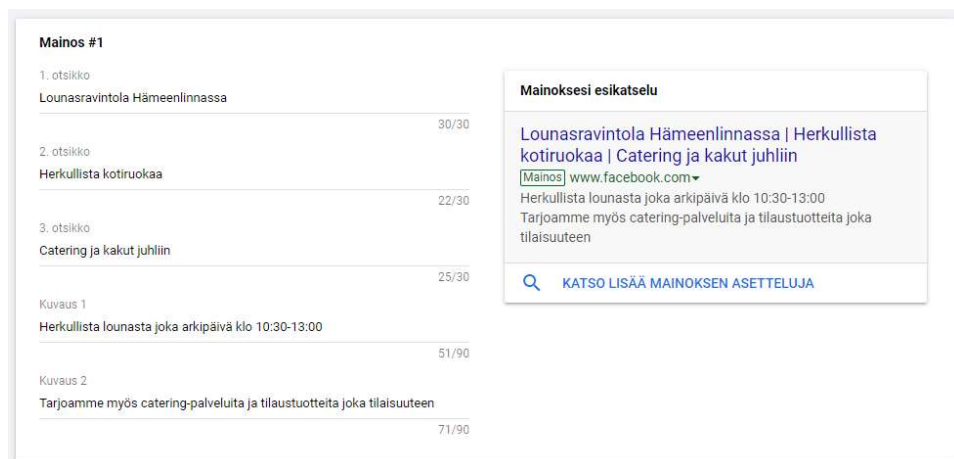 Mainos #1
1. otsikko
Lounasravintola Hämeenlinnassa
30/30
2. otsikko
Herkullista kotiruokaa
22/30
3. otsikko
Catering ja kakut juhliin
25/30
Kuvaus 1
Herkullista lounasta joka arkipäivä klo 10:30-13:00
51/90
Kuvaus 2
Tarjoamme myös catering-palveluita ja tilaustuotteita joka tilaisuuteen
71/90
Mainoksesi esikatselu
Lounasravintola Hämeenlinnassa | Herkullista
kotiruokaa | Catering ja kakut juhliin
Mainos www.facebook.com
Herkullista lounasta joka arkipäivä klo 10:30-13:00
Tarjoamme myös catering-palveluita ja tilaustuotteita joka
tilaisuuteen
KATSO LISÄÄ MAINOKSEN ASETTELUJA